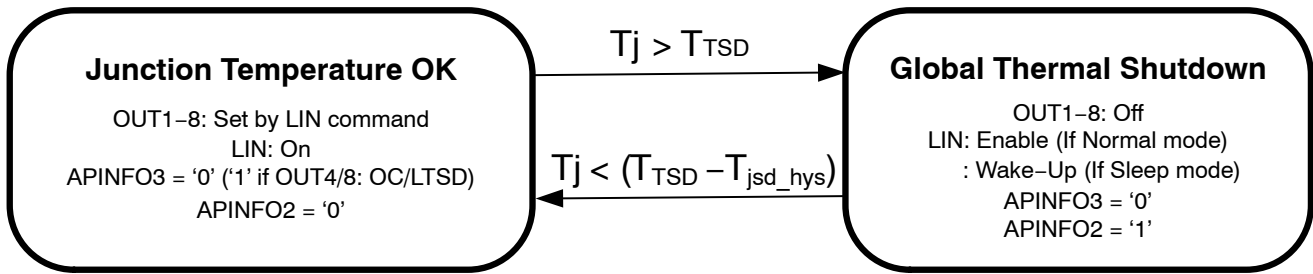 Junction Temperature OK
OUT1−8: Set by LIN command
LIN: On
APINFO3 = ‘0’ (‘1’ if OUT4/8: OC/LTSD)
APINFO2 = ‘0’
Tj > TTSD
Tj < (TTSD −Tjsd_hys)
Global Thermal Shutdown
OUT1−8: Off
LIN: Enable (If Normal mode)
: Wake−Up (If Sleep mode)
APINFO3 = ‘0’
APINFO2 = ‘1’